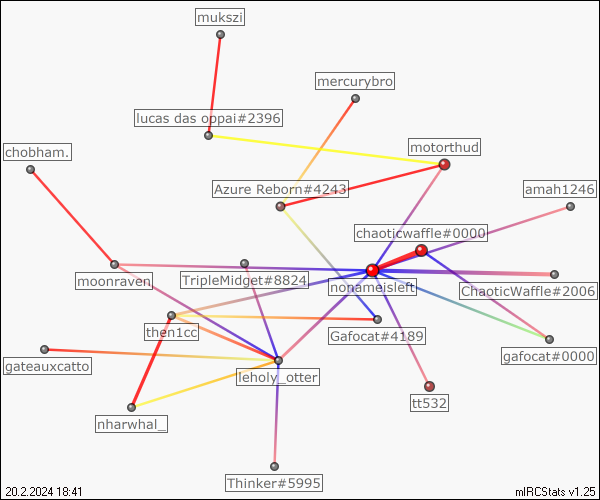 mukszi
mercurybro
lucas das oppai#2396
motorthud
chobham.
Azure Reborn#4243
amah1246
chaoticwaffle#0000
moonraven
TripleMidget#8824
nonameisleft
ChaoticWaffle#2006
then1cc
Gafocat#4189
gafocat#0000
gateauxcatto
leholy_otter
tt532
nharwhal_
Thinker#5995
20.2.2024 18:41
mIRCStats v1.25